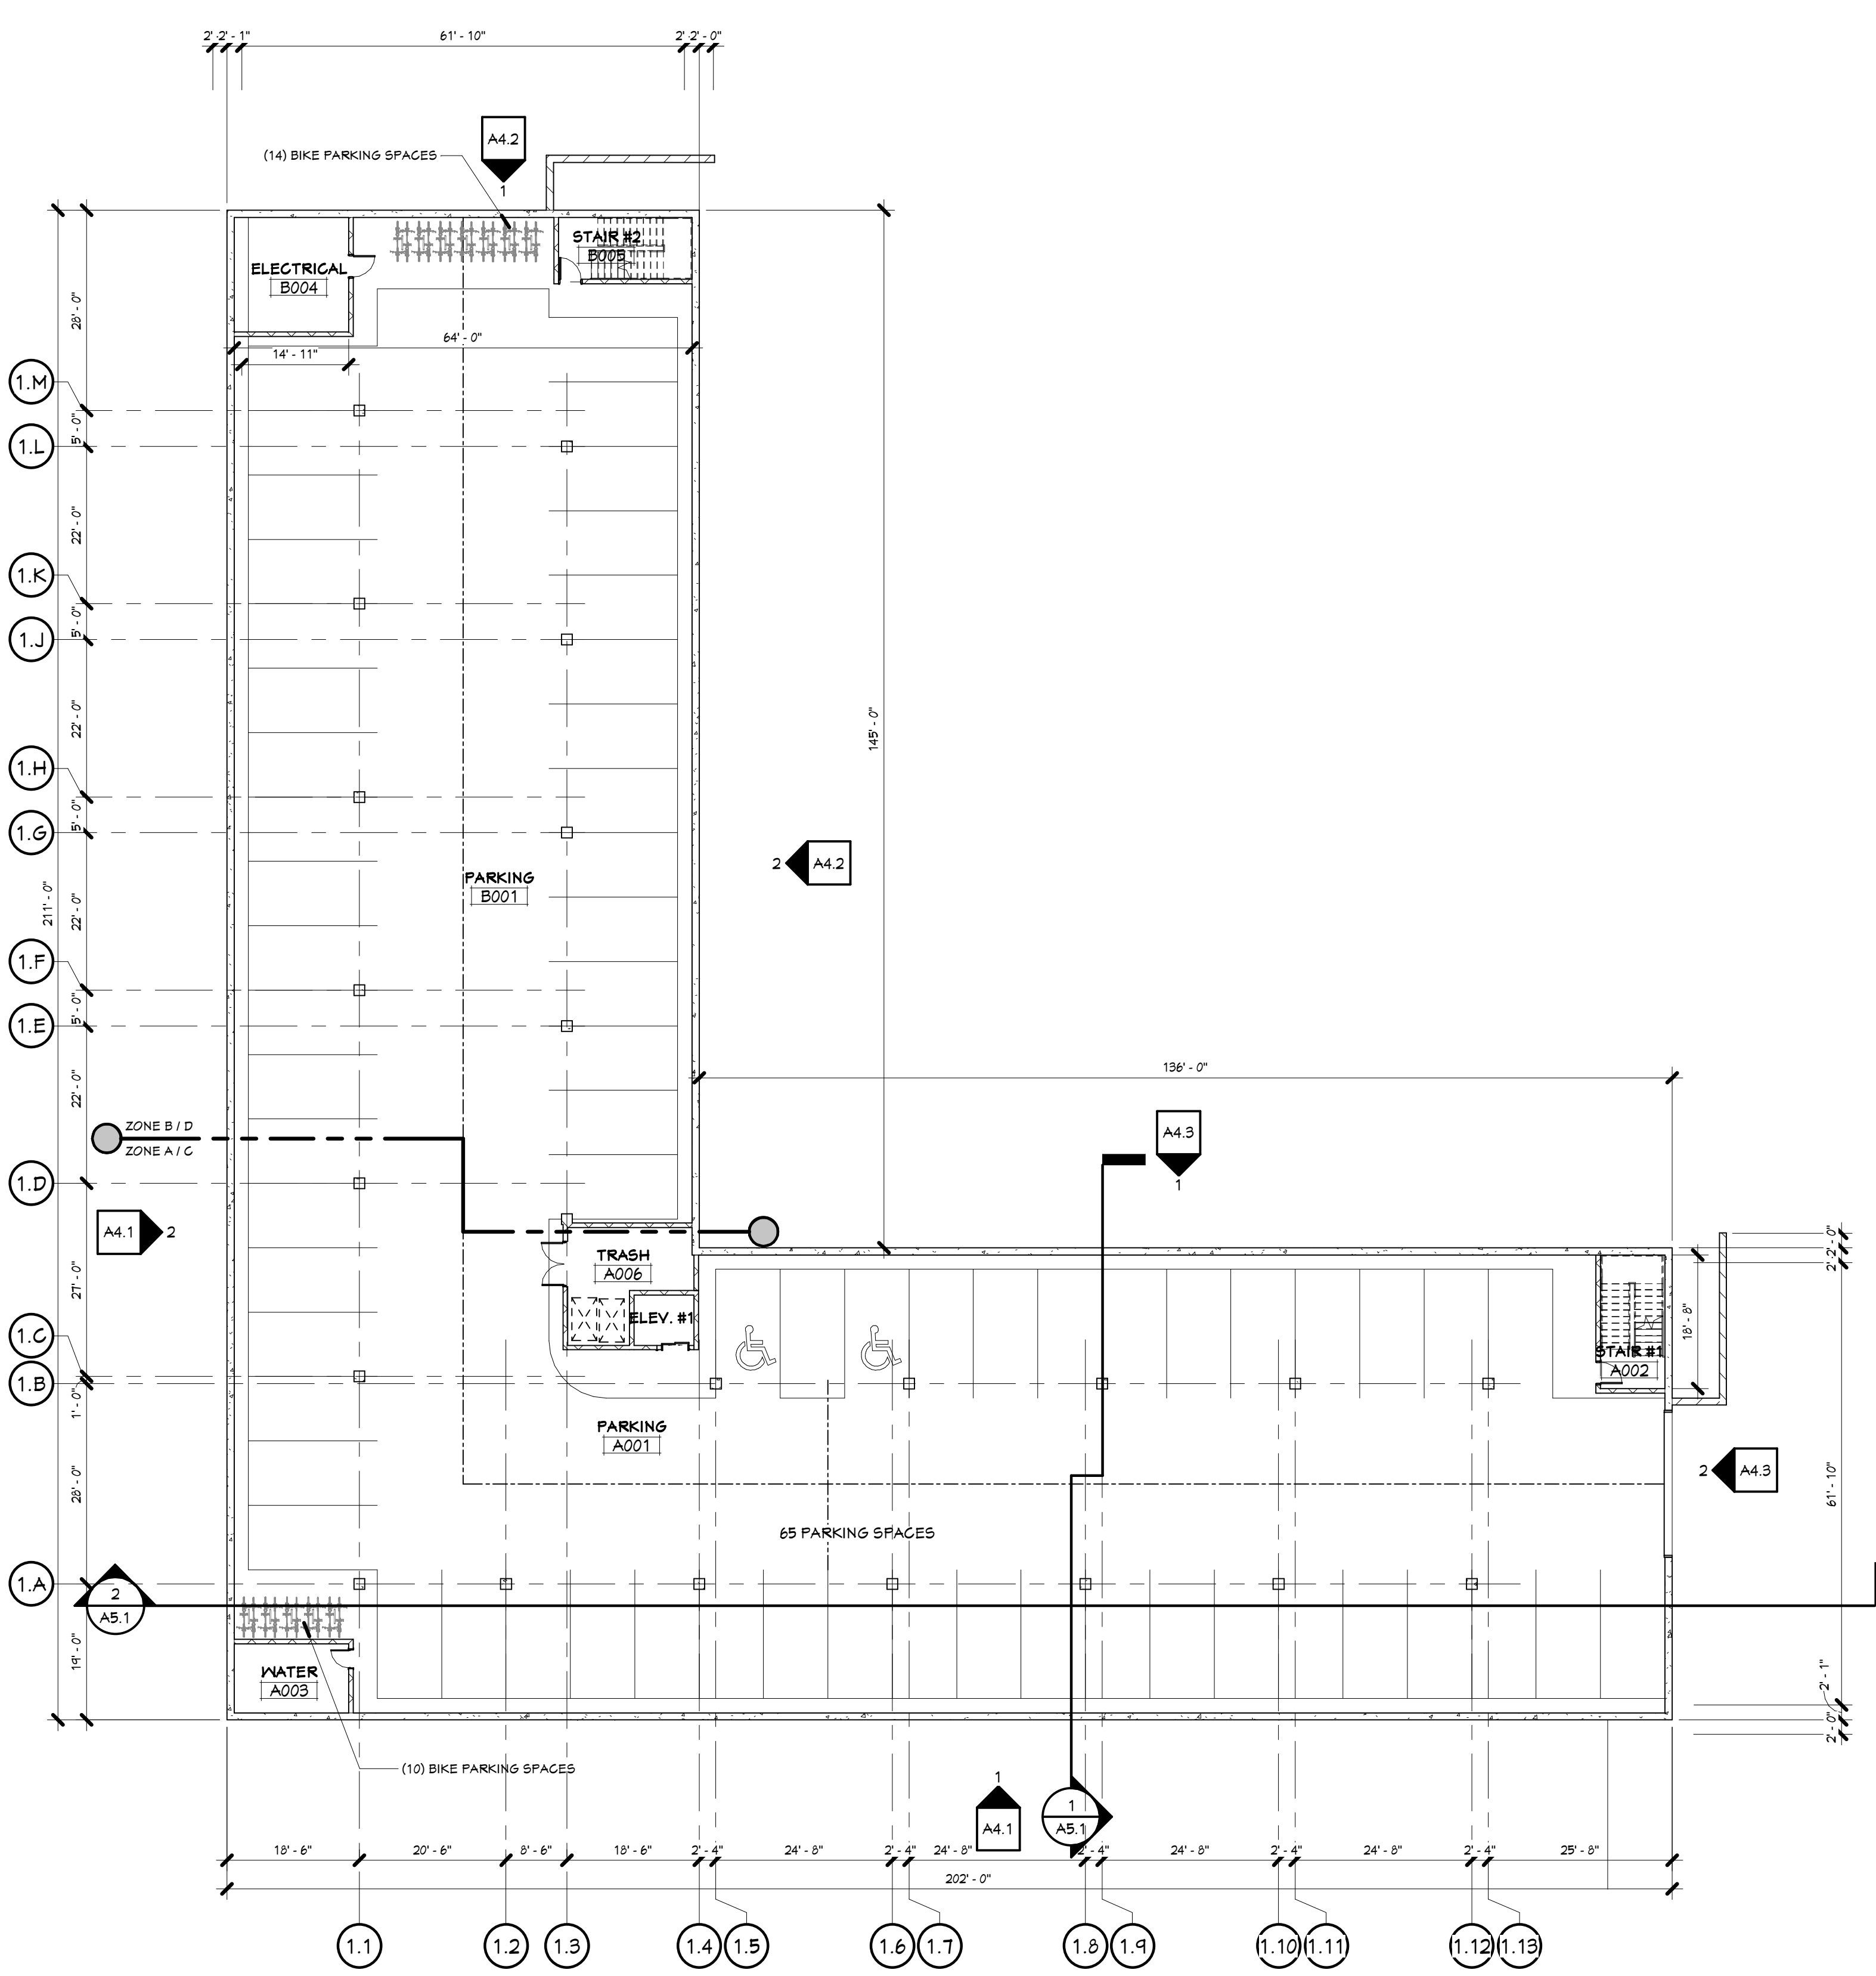 2'
2' - 1"
61' - 10"
2'
2' - 0"
A4.2
1
(14) BIKE PARKING SPACES
STAIR #2
B005
ELECTRICAL
B004
28' - 0"
64' - 0"
14' - 11"
1.M
5' - 0"
1.L
22' - 0"
1.K
5' - 0"
1.J
22' - 0"
145' - 0"
1.H
5' - 0"
1.G
2
A4.2
PARKING
B001
211' - 0"
22' - 0"
1.F
5' - 0"
1.E
22' - 0"
136' - 0"
ZONE B / D
ZONE A / C
A4.3
1
1.D
A4.1
2
TRASH
A006
2' - 0"
2'
27' - 0"
ELEV. #1
18' - 8"
1.C
STAIR #1
A002
1.B
1' - 0"
PARKING
A001
2
A4.3
28' - 0"
61' - 10"
65 PARKING SPACES
1.A
2
A5.1
19' - 0"
WATER
A003
2' - 1"
2' - 0"
(10) BIKE PARKING SPACES
1
A4.1
1
A5.1
18' - 6"
20' - 6"
8' - 6"
18' - 6"
2' - 4"
24' - 8"
2' - 4"
24' - 8"
2' - 4"
24' - 8"
2' - 4"
24' - 8"
2' - 4"
25' - 8"
202' - 0"
1.1
1.2
1.3
1.4
1.5
1.6
1.7
1.8
1.9
1.10
1.11
1.12
1.13